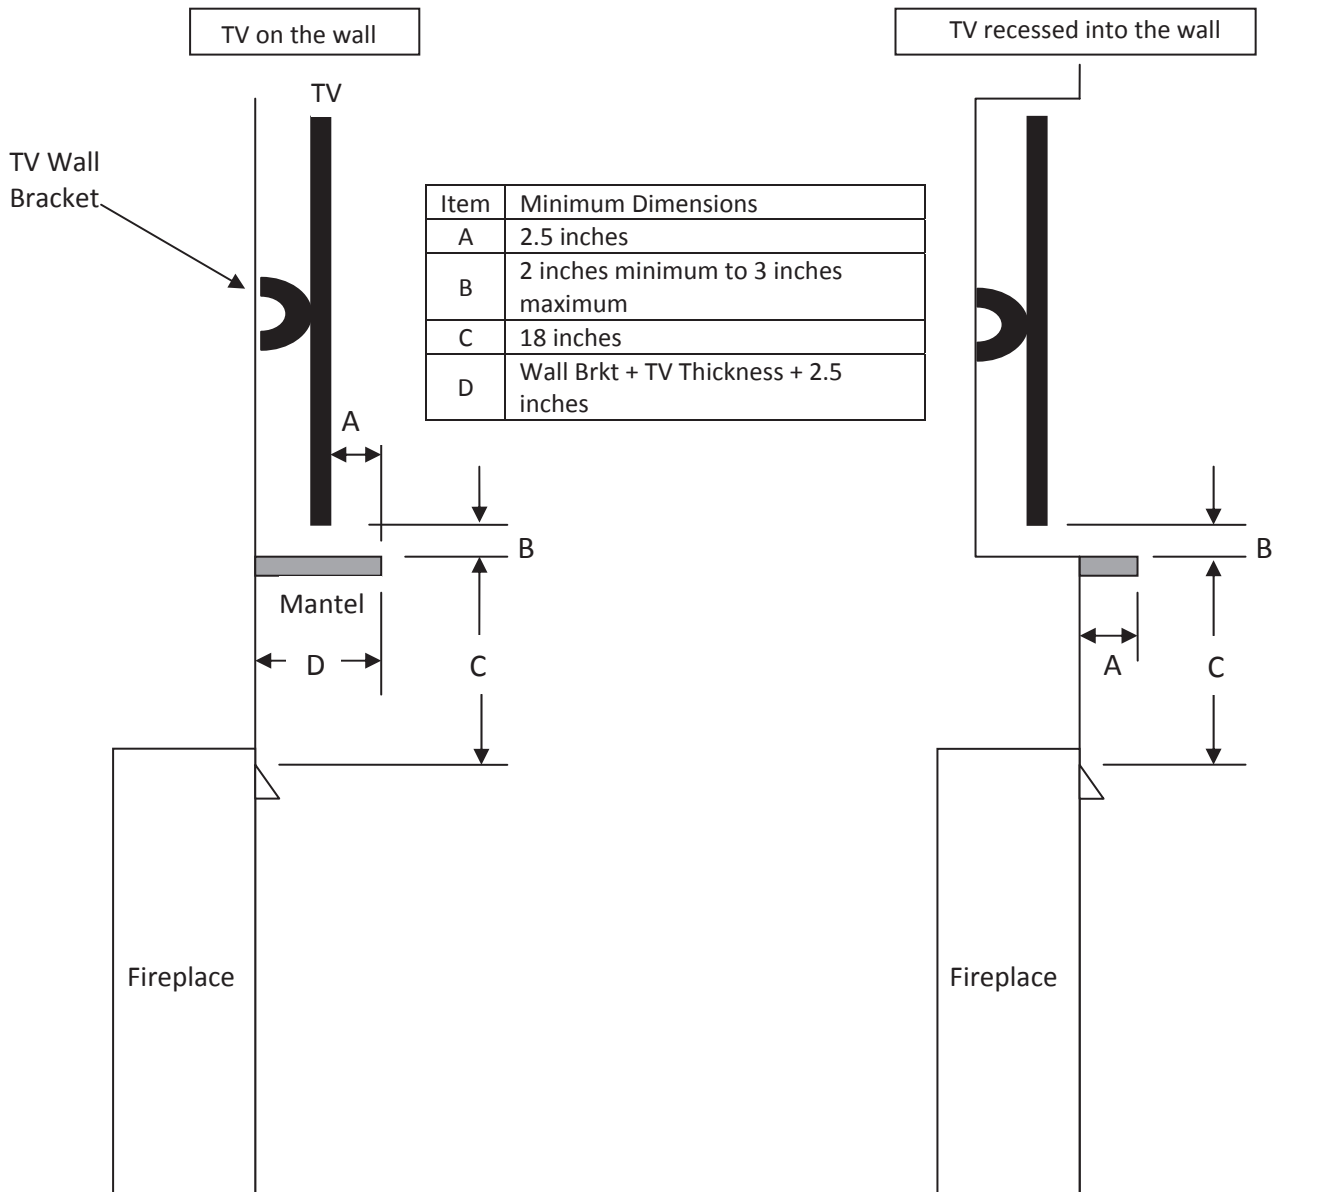 TV on the wall
TV recessed into the wall
TV
TV Wall
Bracket
Item Minimum Dimensions
A 2.5 inches
B 2 inches minimum to 3 inches
maximum
C 18 inches
D Wall Brkt + TV Thickness + 2.5
inches
A
B
Mantel
D
C
Fireplace
B
A
C
Fireplace